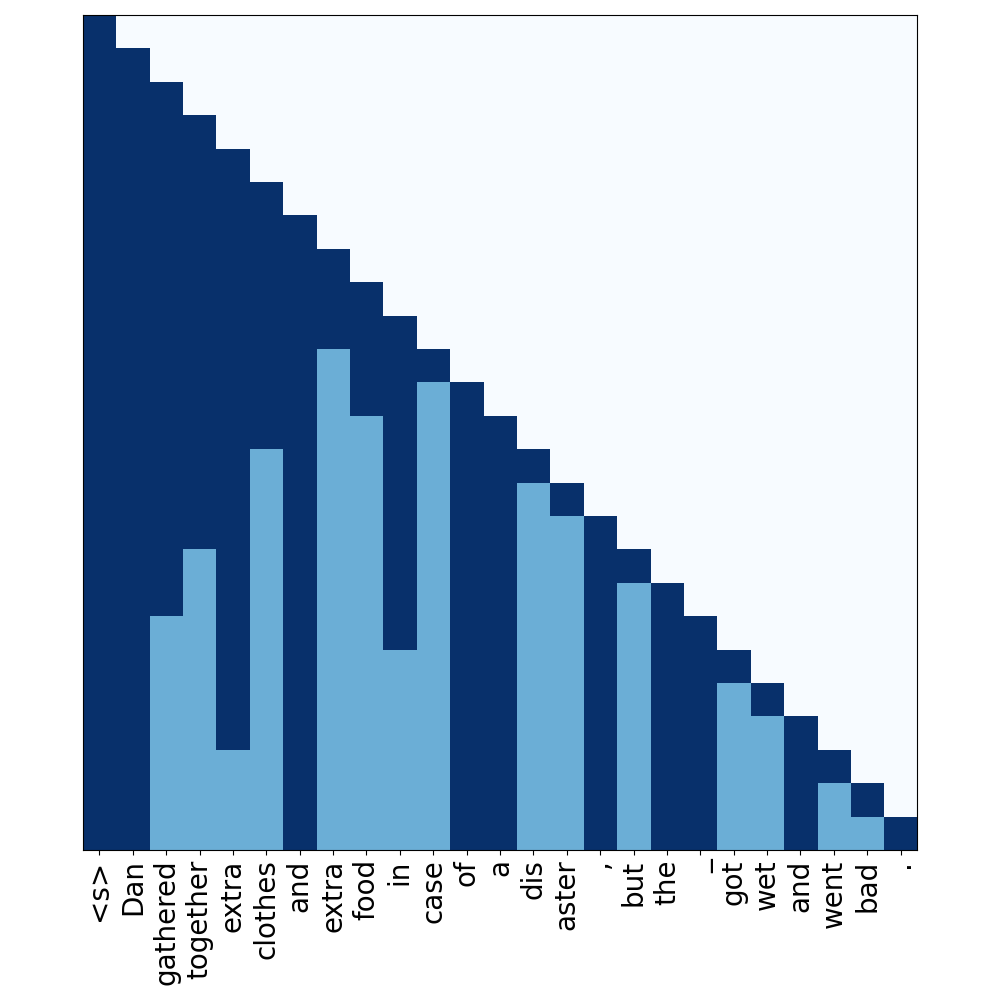 <s> Dan gathered together extra clothes and extra food in case of a dis aster , but the _ got wet and went bad .